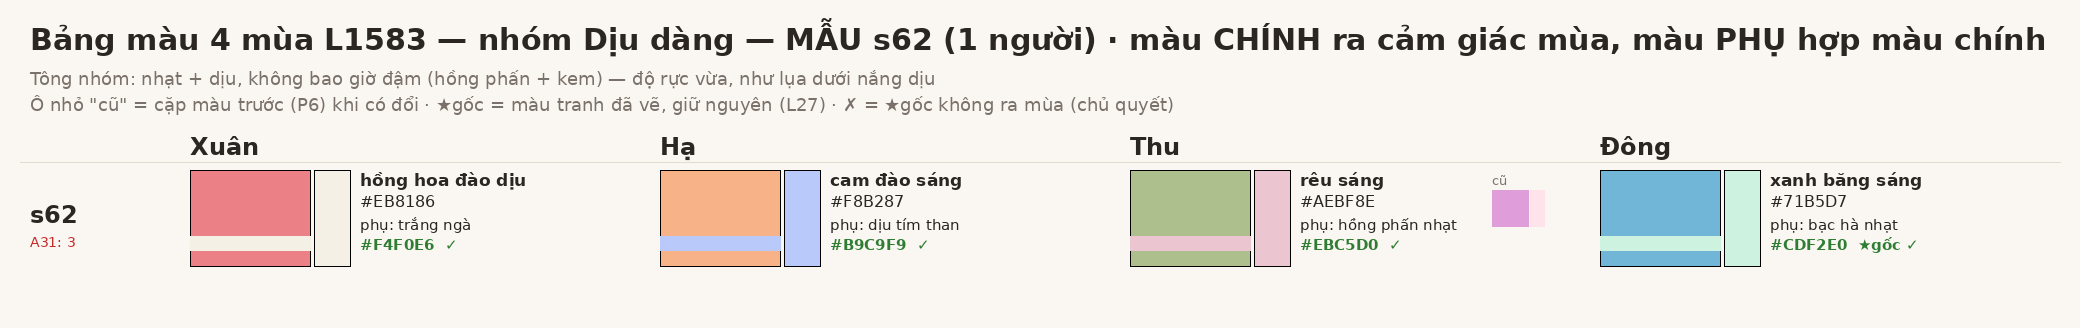 Bảng màu 4 mùa L1583 — nhóm Dịu dàng — MẪU s62 (1 người) · màu CHÍNH ra cảm giác mùa, màu PHỤ hợp màu chính
Tông nhóm: nhạt + dịu, không bao giờ đậm (hồng phấn + kem) — độ rực vừa, như lụa dưới nắng dịu
Ô nhỏ "cũ" = cặp màu trước (P6) khi có đổi · ★gốc = màu tranh đã vẽ, giữ nguyên (L27) · ✗ = ★gốc không ra mùa (chủ quyết)
Xuân
Hạ
Thu
Đông
s62
A31: 3
hồng hoa đào dịu
#EB8186
phụ: trắng ngà
#F4F0E6 ✓
cam đào sáng
#F8B287
phụ: dịu tím than
#B9C9F9 ✓
rêu sáng
#AEBF8E
phụ: hồng phấn nhạt
#EBC5D0 ✓
cũ
xanh băng sáng
#71B5D7
phụ: bạc hà nhạt
#CDF2E0 ★gốc ✓